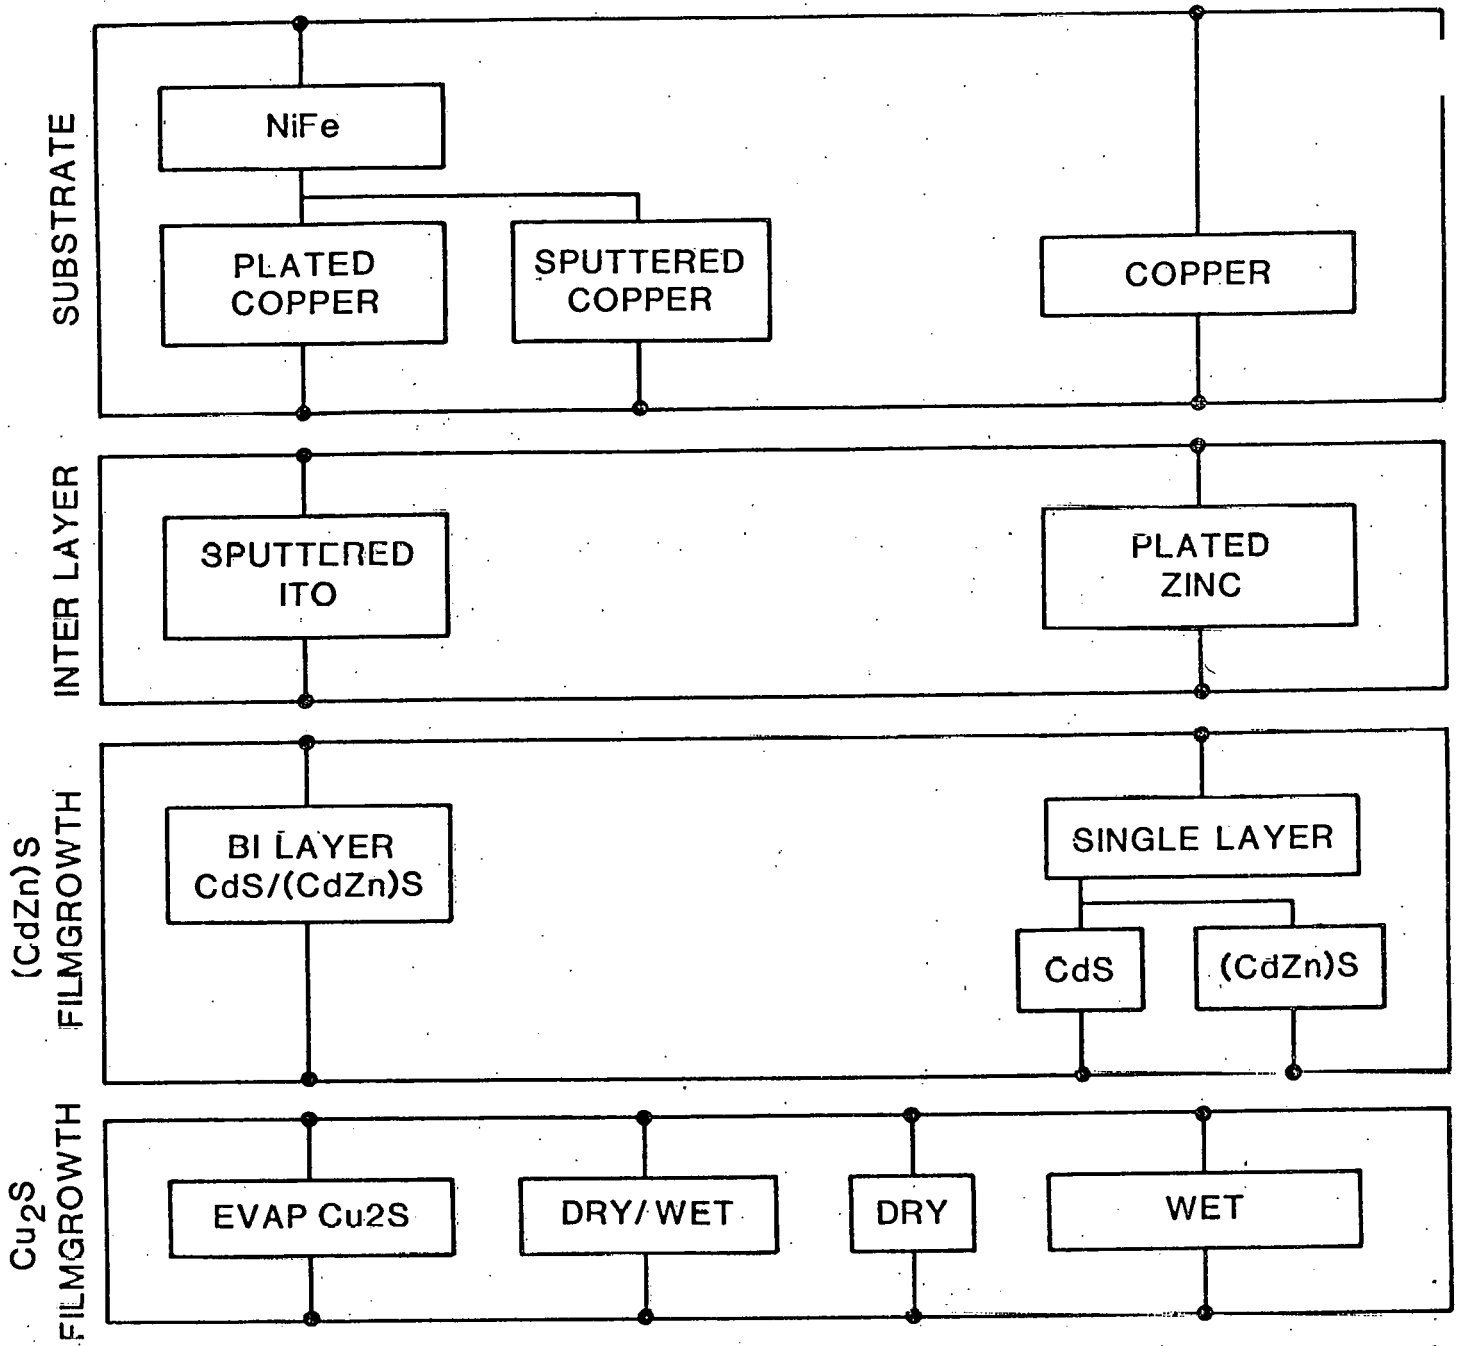 SUBSTRATE
NiFe
PLATED
COPPER
SPUTTERED
COPPER
COPPER
INTER LAYER
SPUTTERED
ITO
PLATED
ZINC
(CdZn)S
FILMGROWTH
BI LAYER
CdS/(CdZn)S
SINGLE LAYER
CdS
(CdZn)S
Cu₂S
FILMGROWTH
EVAP Cu2S
DRY/WET
DRY
WET